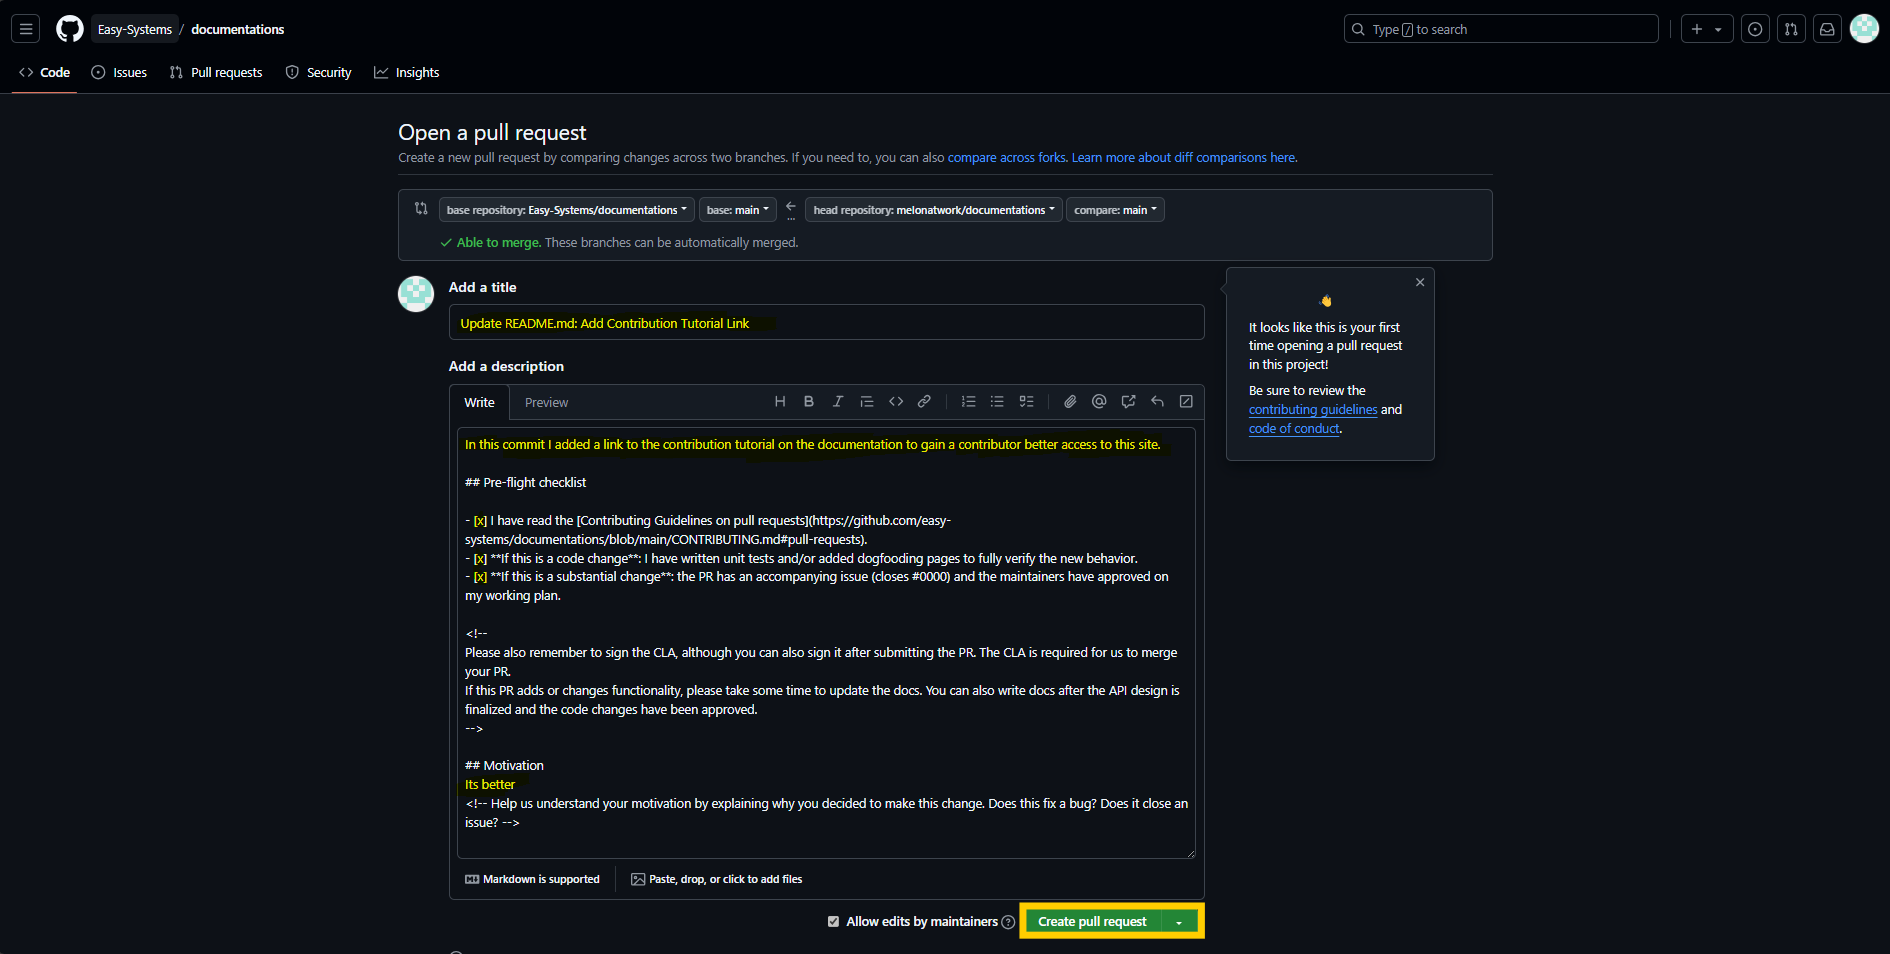 Easy-Systems / documentations
Type / to search
Code
Issues
Pull requests
Security
Insights
Open a pull request
Create a new pull request by comparing changes across two branches. If you need to, you can also compare across forks. Learn more about diff comparisons here.
base repository: Easy-Systems/documentations
base: main
...
head repository: melonatwork/documentations
compare: main
Able to merge. These branches can be automatically merged.
Add a title
Update README.md: Add Contribution Tutorial Link
It looks like this is your first
time opening a pull request
in this project!
Be sure to review the
contributing guidelines and
code of conduct.
Add a description
Write
Preview
In this commit I added a link to the contribution tutorial on the documentation to gain a contributor better access to this site.
## Pre-flight checklist
- [x] I have read the [Contributing Guidelines on pull requests](https://github.com/easy-
systems/documentations/blob/main/CONTRIBUTING.md#pull-requests).
- [x] **If this is a code change**: I have written unit tests and/or added dogfooding pages to fully verify the new behavior.
- [x] **If this is a substantial change**: the PR has an accompanying issue (closes #0000) and the maintainers have approved on
my working plan.
<!--
Please also remember to sign the CLA, although you can also sign it after submitting the PR. The CLA is required for us to merge
your PR.
If this PR adds or changes functionality, please take some time to update the docs. You can also write docs after the API design is
finalized and the code changes have been approved.
-->
## Motivation
Its better
<!-- Help us understand your motivation by explaining why you decided to make this change. Does this fix a bug? Does it close an
issue? -->
Markdown is supported
Paste, drop, or click to add files
Allow edits by maintainers
Create pull request